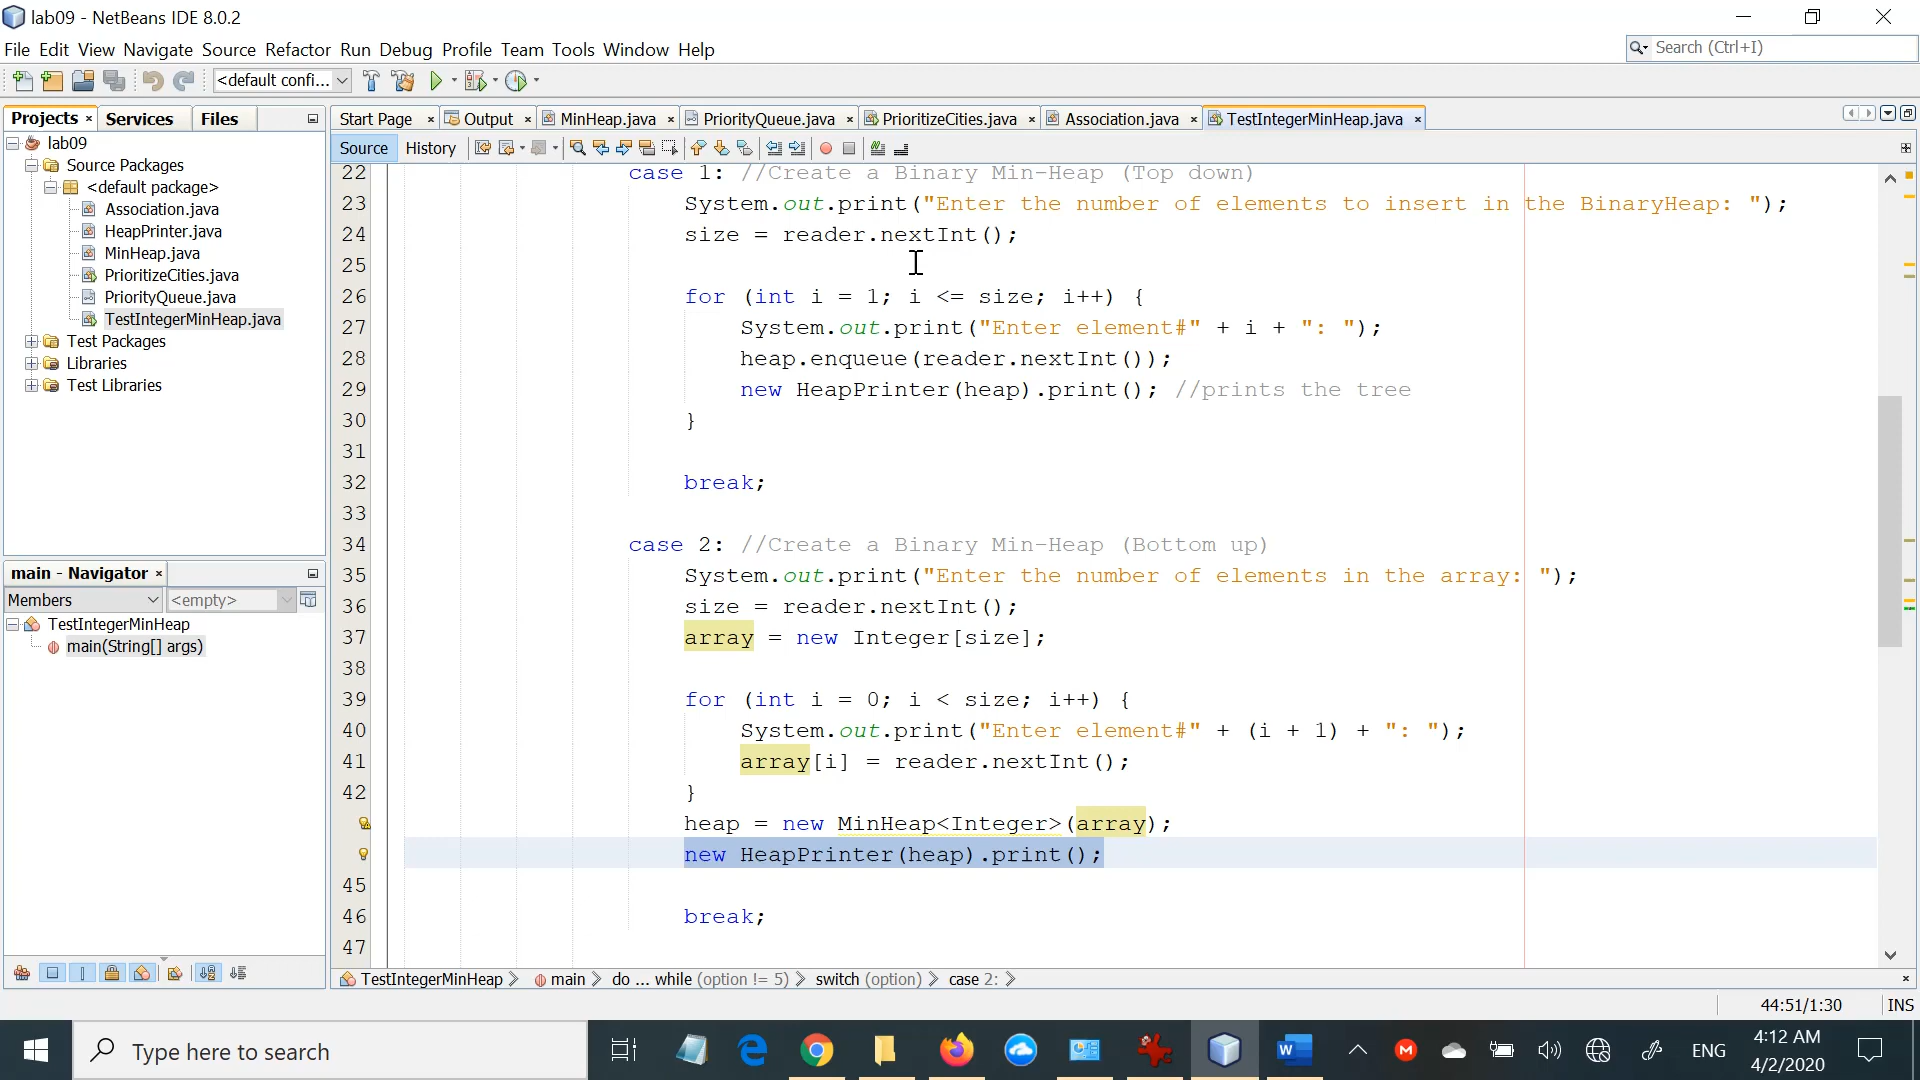 lab09 - NetBeans IDE 8.0.2
File Edit View Navigate Source Refactor Run Debug Profile Team Tools Window Help
Search (Ctrl+I)
<default confi...
Projects Services Files
Start Page Output MinHeap.java PriorityQueue.java PrioritizeCities.java Association.java TestIntegerMinHeap.java
Source History
lab09
Source Packages
<default package>
Association.java
HeapPrinter.java
MinHeap.java
PrioritizeCities.java
PriorityQueue.java
TestIntegerMinHeap.java
Test Packages
Libraries
Test Libraries
main - Navigator
Members <empty>
TestIntegerMinHeap
main(String[] args)
22 case 1: //Create a Binary Min-Heap (Top down)
23 System.out.print("Enter the number of elements to insert in the BinaryHeap: ");
24 size = reader.nextInt();
25
26 for (int i = 1; i <= size; i++) {
27 System.out.print("Enter element#" + i + ": ");
28 heap.enqueue(reader.nextInt());
29 new HeapPrinter(heap).print(); //prints the tree
30 }
31
32 break;
33
34 case 2: //Create a Binary Min-Heap (Bottom up)
35 System.out.print("Enter the number of elements in the array: ");
36 size = reader.nextInt();
37 array = new Integer[size];
38
39 for (int i = 0; i < size; i++) {
40 System.out.print("Enter element#" + (i + 1) + ": ");
41 array[i] = reader.nextInt();
42 }
heap = new MinHeap<Integer>(array);
new HeapPrinter(heap).print();
45
46 break;
47
TestIntegerMinHeap main do ... while (option != 5) switch (option) case 2:
44:51/1:30 INS
Type here to search
ENG
4:12 AM
4/2/2020